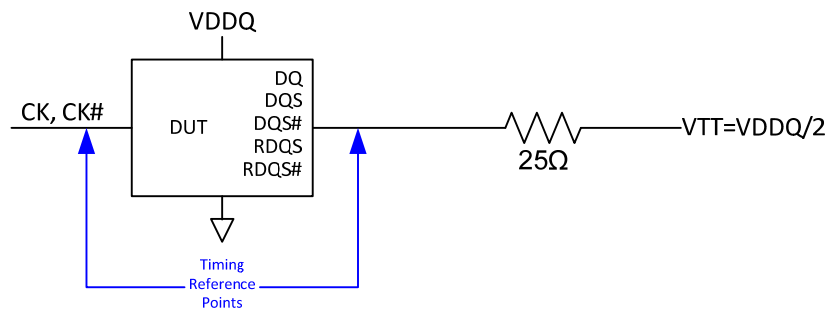 VDDQ
CK, CK#
DUT
DQ
DQS
DQS#
RDQS
RDQS#
25Ω
VTT=VDDQ/2
Timing
Reference
Points